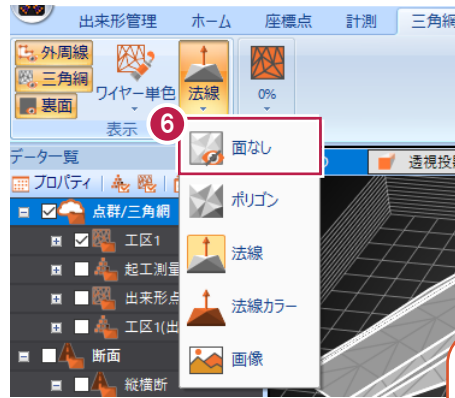 出来形管理 ホーム 座標点 計測 三角網
外周線
三角網
裏面
ワイヤー単色
法線
0%
表示
6
面なし
ポリゴン
法線
法線カラー
画像
データ一覧
透視投影
プロパティ
点群/三角網
工区1
起工測量
出来形点
工区1(出
断面
縦横断